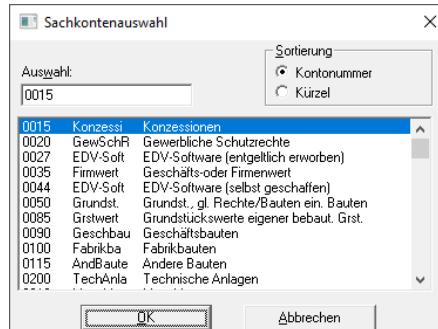 Sachkontenauswahl
Auswahl:
0015
Sortierung
Kontonummer
Kürzel
0015 Konzessi Konzessionen
0020 GewSchR Gewerbliche Schutzrechte
0027 EDV-Soft EDV-Software (entgeltlich erworben)
0035 Firmwert Geschäfts-oder Firmenwert
0044 EDV-Soft EDV-Software (selbst geschaffen)
0050 Grundst. Grundst., gl. Rechte/Bauten ein. Bauten
0085 Grstwert Grundstückswerte eigener bebaut. Grst.
0090 Geschbau Geschäftsbauten
0100 Fabrikba Fabrikbauten
0115 AndBaute Andere Bauten
0200 TechAnla Technische Anlagen
OK Abbrechen